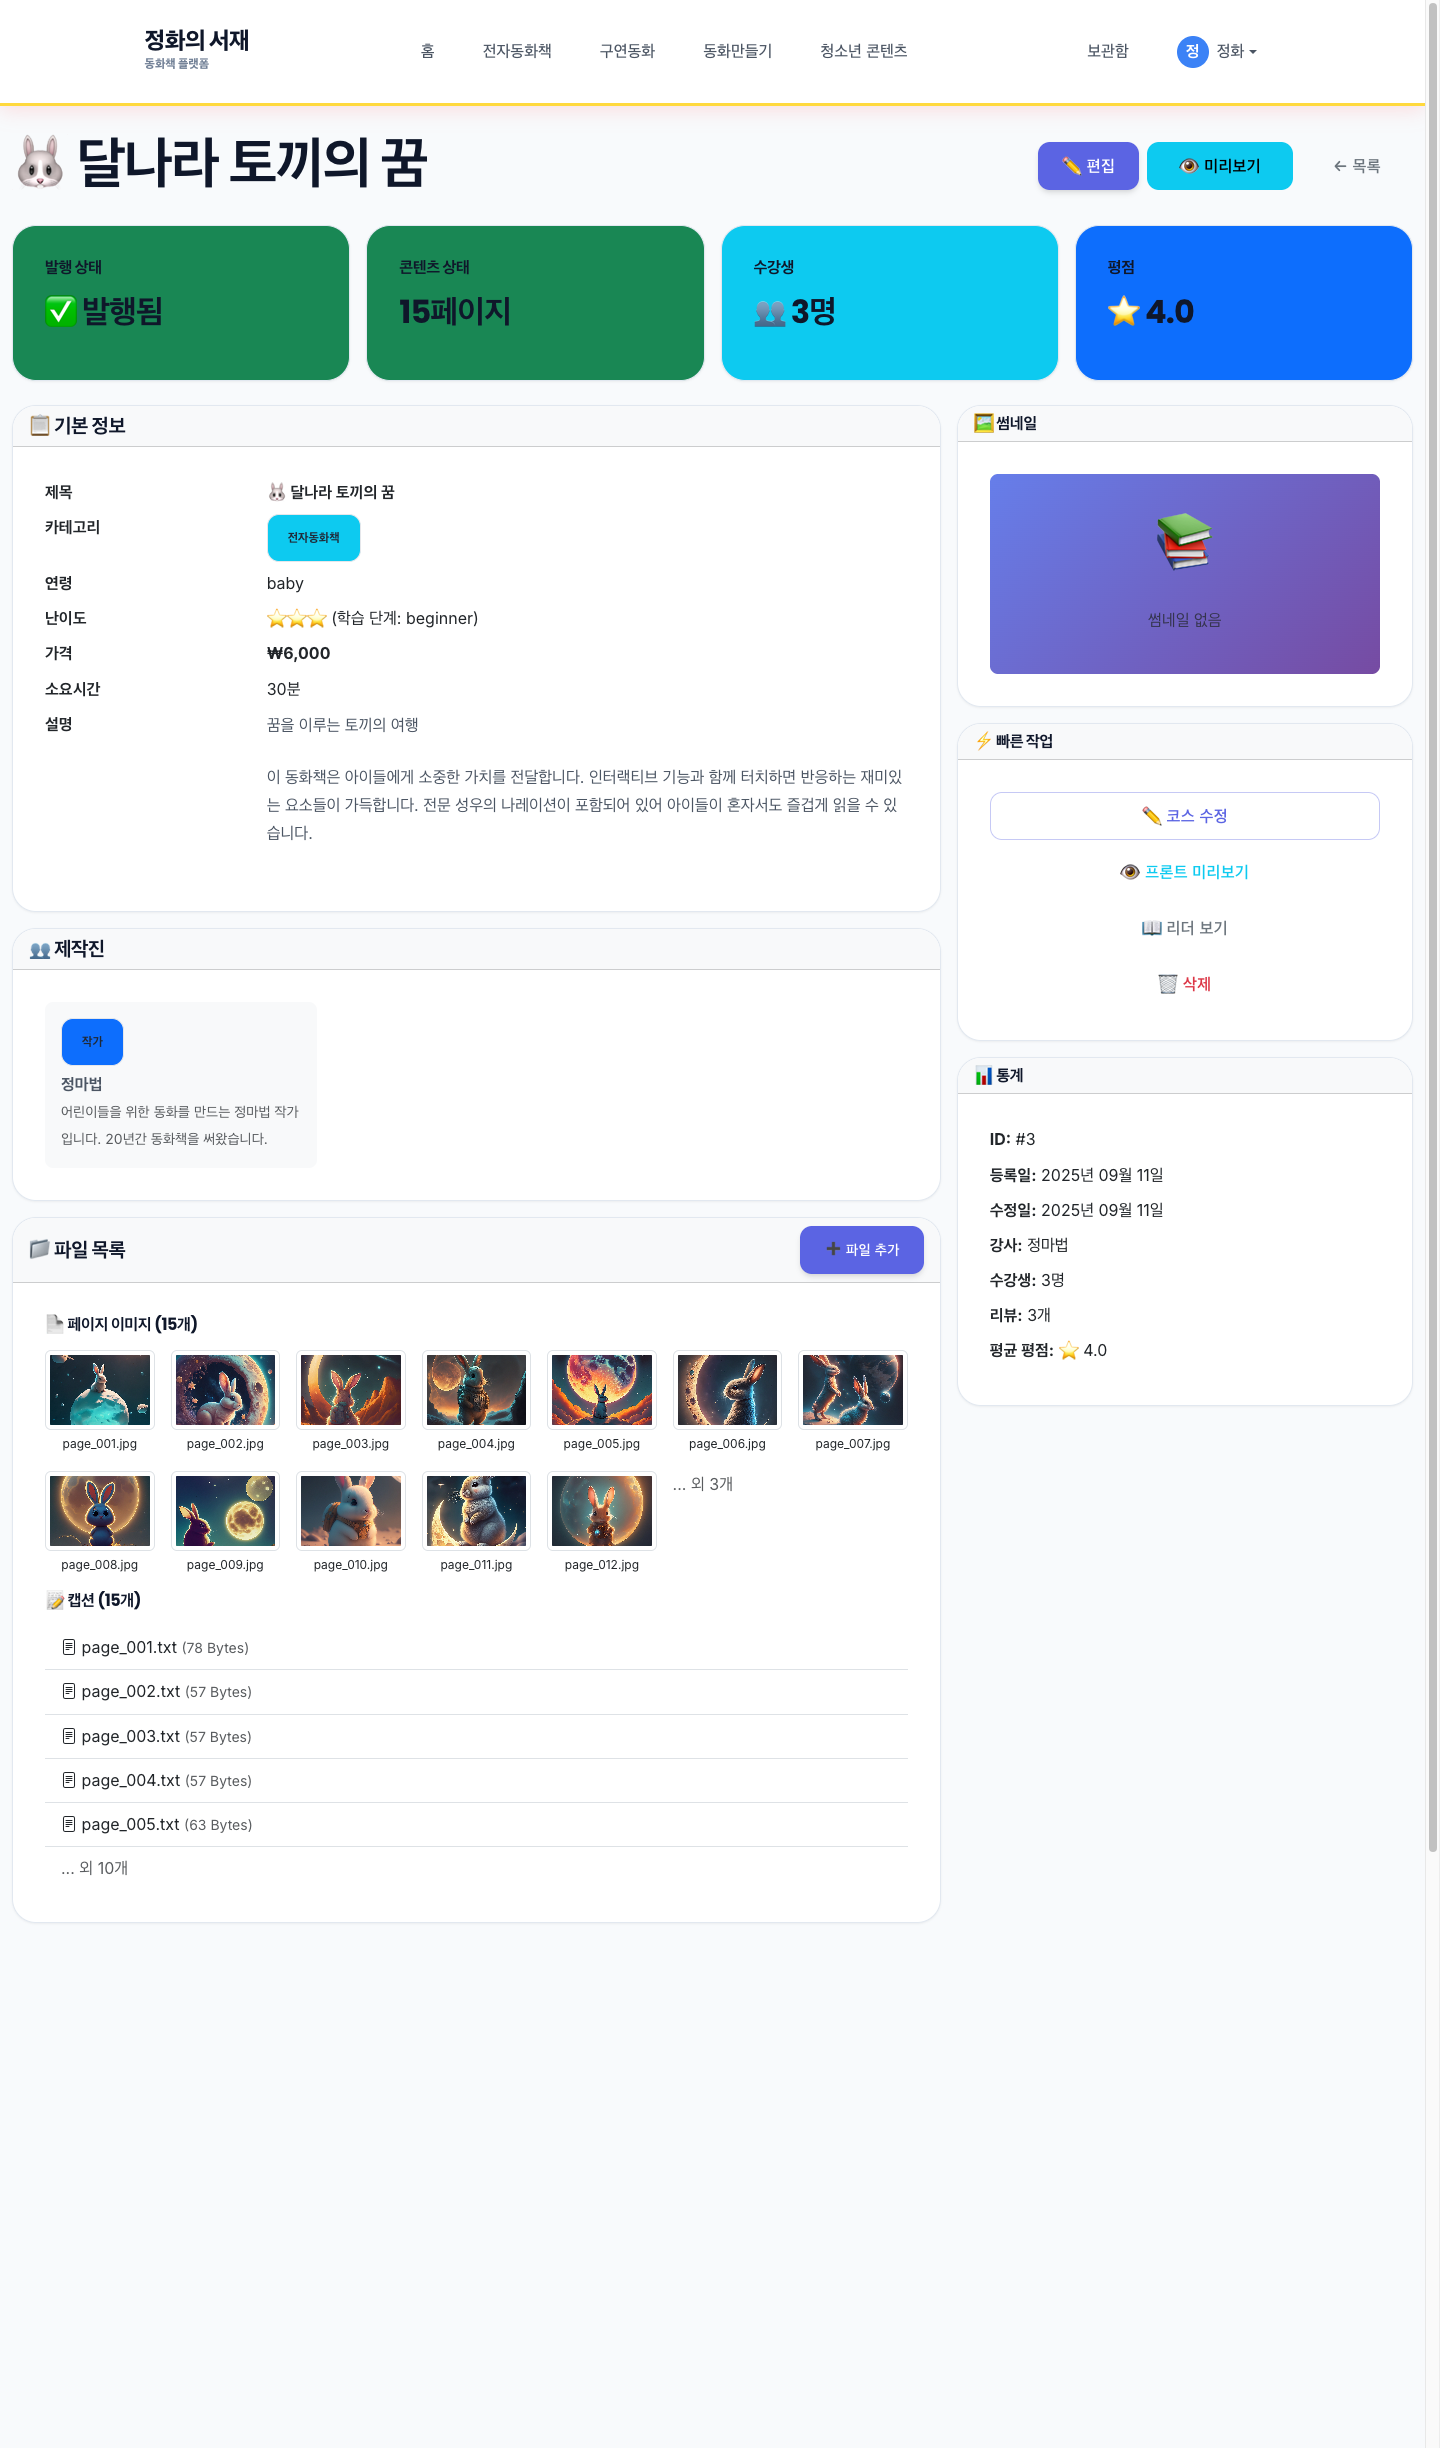 정화의 서재
동화책 플랫폼
홈
전자동화책
구연동화
동화만들기
청소년 콘텐츠
보관함
정
정화
🐰 달나라 토끼의 꿈
✏️ 편집
👁️ 미리보기
← 목록
발행 상태
✅ 발행됨
콘텐츠 상태
15페이지
수강생
👥 3명
평점
⭐ 4.0
📋 기본 정보
제목
🐰 달나라 토끼의 꿈
카테고리
전자동화책
연령
baby
난이도
⭐⭐⭐ (학습 단계: beginner)
가격
₩6,000
소요시간
30분
설명
꿈을 이루는 토끼의 여행
이 동화책은 아이들에게 소중한 가치를 전달합니다. 인터랙티브 기능과 함께 터치하면 반응하는 재미있
는 요소들이 가득합니다. 전문 성우의 나레이션이 포함되어 있어 아이들이 혼자서도 즐겁게 읽을 수 있
습니다.
👥 제작진
작가
정마법
어린이들을 위한 동화를 만드는 정마법 작가
입니다. 20년간 동화책을 써왔습니다.
📁 파일 목록
➕ 파일 추가
📄 페이지 이미지 (15개)
page_001.jpg
page_002.jpg
page_003.jpg
page_004.jpg
page_005.jpg
page_006.jpg
page_007.jpg
page_008.jpg
page_009.jpg
page_010.jpg
page_011.jpg
page_012.jpg
... 외 3개
📝 캡션 (15개)
page_001.txt (78 Bytes)
page_002.txt (57 Bytes)
page_003.txt (57 Bytes)
page_004.txt (57 Bytes)
page_005.txt (63 Bytes)
... 외 10개
🖼️ 썸네일
썸네일 없음
⚡ 빠른 작업
✏️ 코스 수정
👁️ 프론트 미리보기
📖 리더 보기
🗑️ 삭제
📊 통계
ID: #3
등록일: 2025년 09월 11일
수정일: 2025년 09월 11일
강사: 정마법
수강생: 3명
리뷰: 3개
평균 평점: ⭐ 4.0